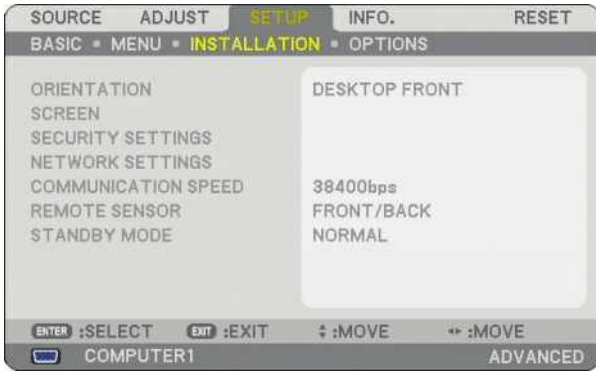 SOURCE ADJUST SETUP INFO. RESET
BASIC • MENU • INSTALLATION • OPTIONS
ORIENTATION DESKTOP FRONT
SCREEN
SECURITY SETTINGS
NETWORK SETTINGS
COMMUNICATION SPEED 38400bps
REMOTE SENSOR FRONT/BACK
STANDBY MODE NORMAL
ENTER :SELECT EXIT :EXIT :MOVE :MOVE
COMPUTER1 ADVANCED